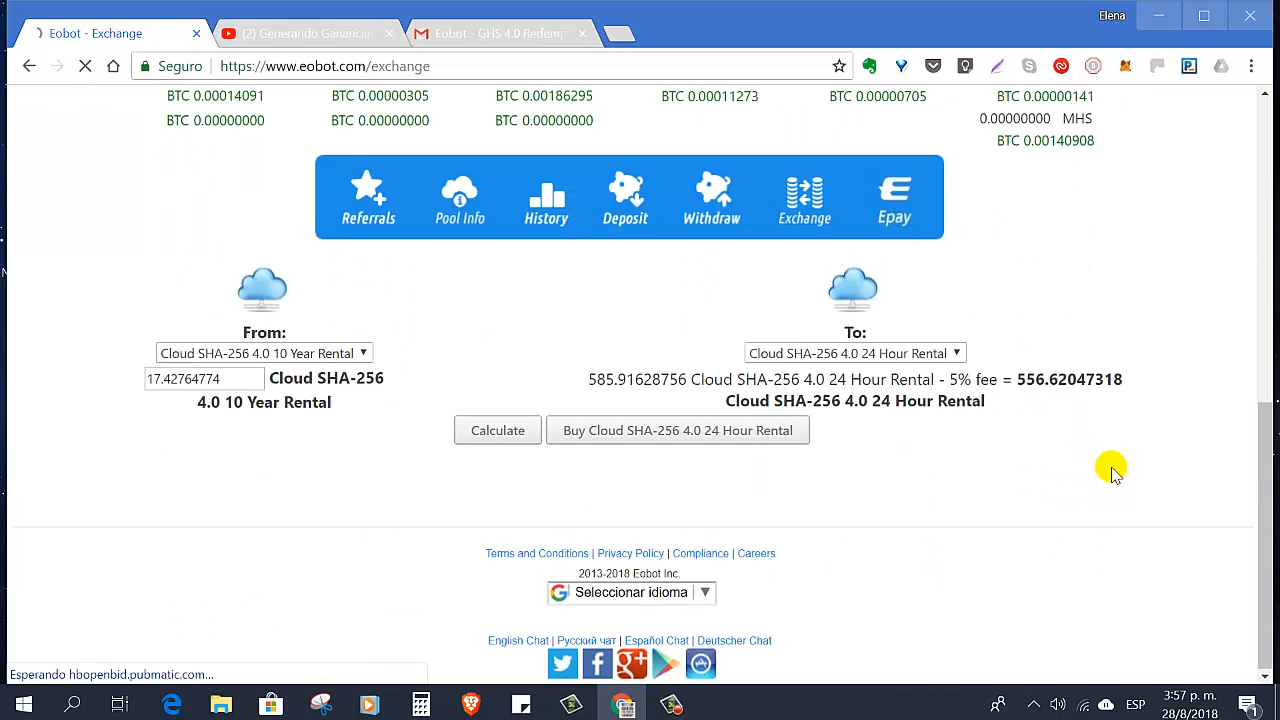 Elena
Eobot - Exchange
(2) Generando Gananci
Eobot - GHS 4.0 Redemp
Seguro
https://www.eobot.com/exchange
BTC 0.00014091 BTC 0.00000305 BTC 0.00186295 BTC 0.00011273 BTC 0.00000705 BTC 0.00000141
BTC 0.00000000 BTC 0.00000000 BTC 0.00000000 0.00000000 MHS
BTC 0.00140908
Referrals Pool Info History Deposit Withdraw Exchange Epay
From: To:
Cloud SHA-256 4.0 10 Year Rental Cloud SHA-256 4.0 24 Hour Rental
17.42764774 Cloud SHA-256 585.91628756 Cloud SHA-256 4.0 24 Hour Rental - 5% fee = 556.62047318
4.0 10 Year Rental Cloud SHA-256 4.0 24 Hour Rental
Calculate Buy Cloud SHA-256 4.0 24 Hour Rental
Terms and Conditions | Privacy Policy | Compliance | Careers
2013-2018 Eobot Inc.
Seleccionar idioma
English Chat | Русский чат | Español Chat | Deutscher Chat
Esperando hbopenbid.pubmatic.com...
ESP
3:57 p. m.
28/8/2018
1